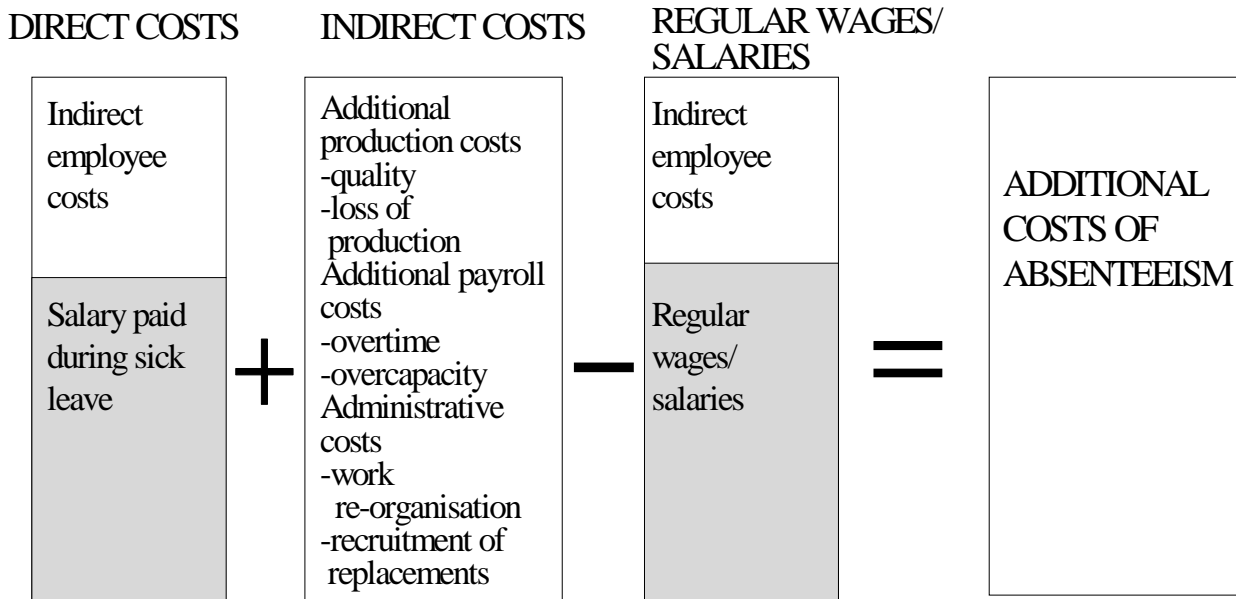 DIRECT COSTS
Indirect
employee
costs
Salary paid
during sick
leave
+
INDIRECT COSTS
Additional
production costs
-quality
-loss of
production
Additional payroll
costs
-overtime
-overcapacity
Administrative
costs
-work
re-organisation
-recruitment of
replacements
−
REGULAR WAGES/
SALARIES
Indirect
employee
costs
Regular
wages/
salaries
=
ADDITIONAL
COSTS OF
ABSENTEEISM